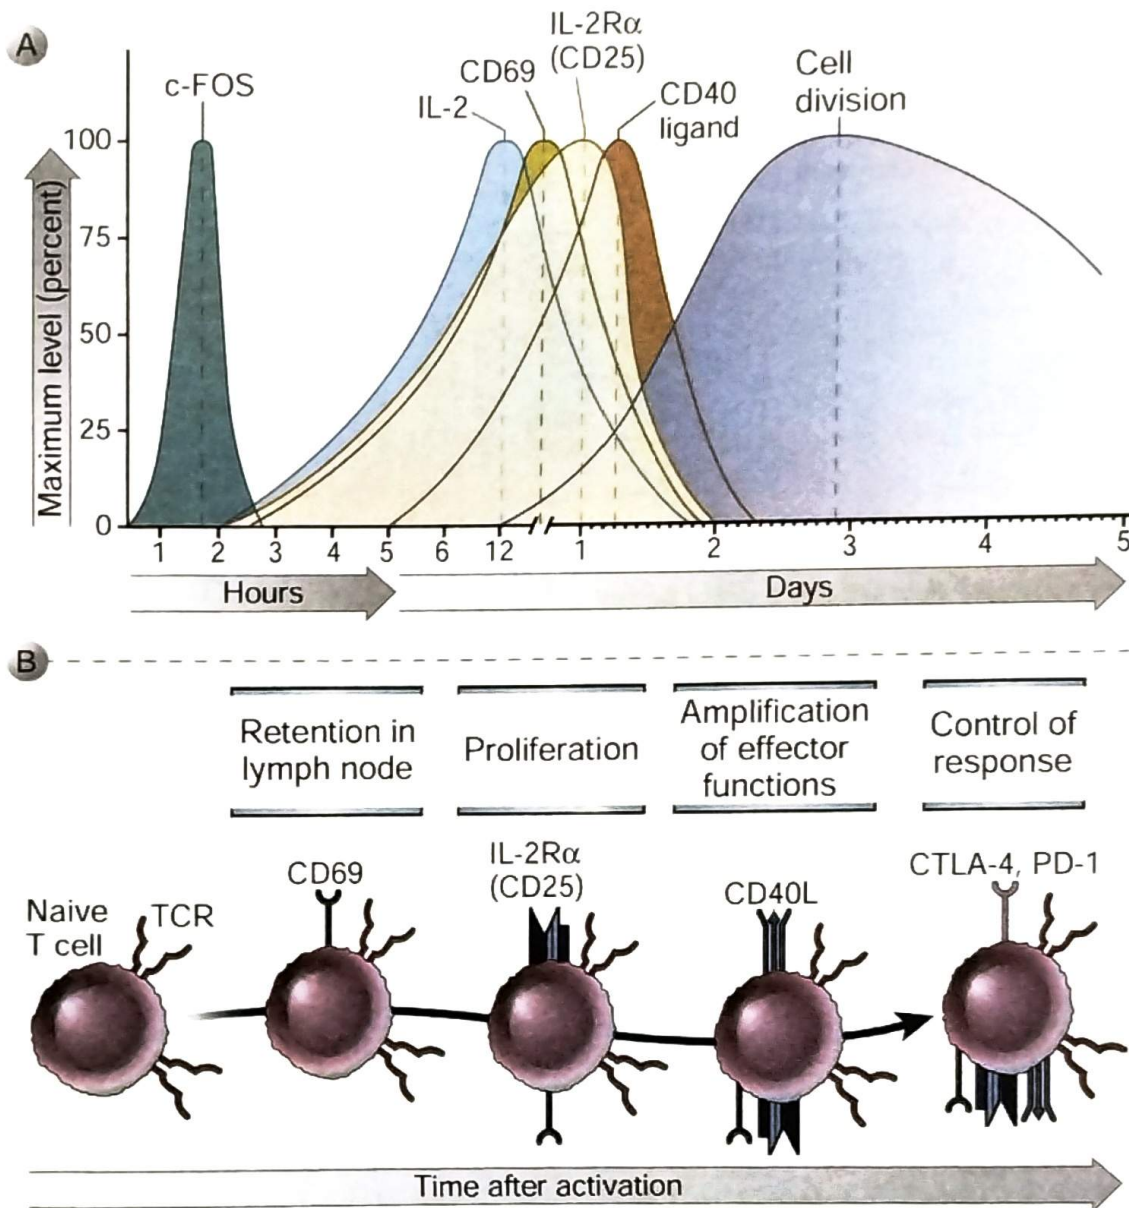 A
IL-2Rα
(CD25)
c-FOS
CD69
IL-2
CD40
ligand
Cell
division
Maximum level (percent)
100
75
50
25
0
1 2 3 4 5 6 12 1 2 3 4 5
Hours
Days
B
Retention in
lymph node
Proliferation
Amplification
of effector
functions
Control of
response
Naive
T cell
TCR
CD69
IL-2Rα
(CD25)
CD40L
CTLA-4, PD-1
Time after activation